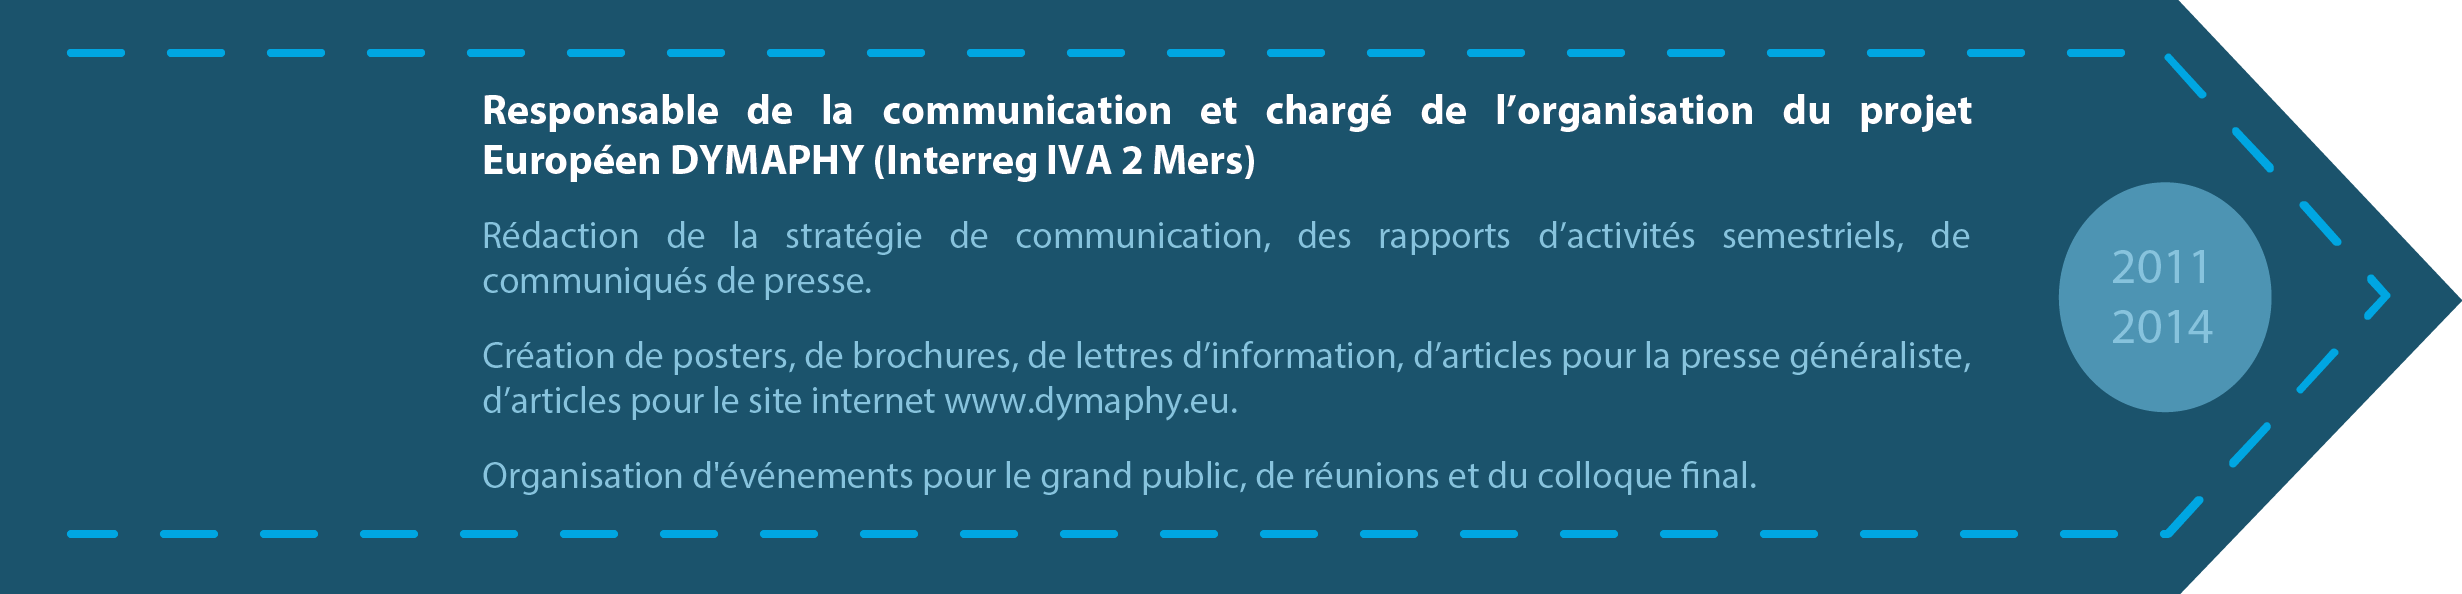 Responsable de la communication et chargé de l’organisation du projet
Européen DYMAPHY (Interreg IVA 2 Mers)
Rédaction de la stratégie de communication, des rapports d’activités semestriels, de
communiqués de presse.
Création de posters, de brochures, de lettres d’information, d’articles pour la presse généraliste,
d’articles pour le site internet www.dymaphy.eu.
Organisation d'événements pour le grand public, de réunions et du colloque final.
2011
2014